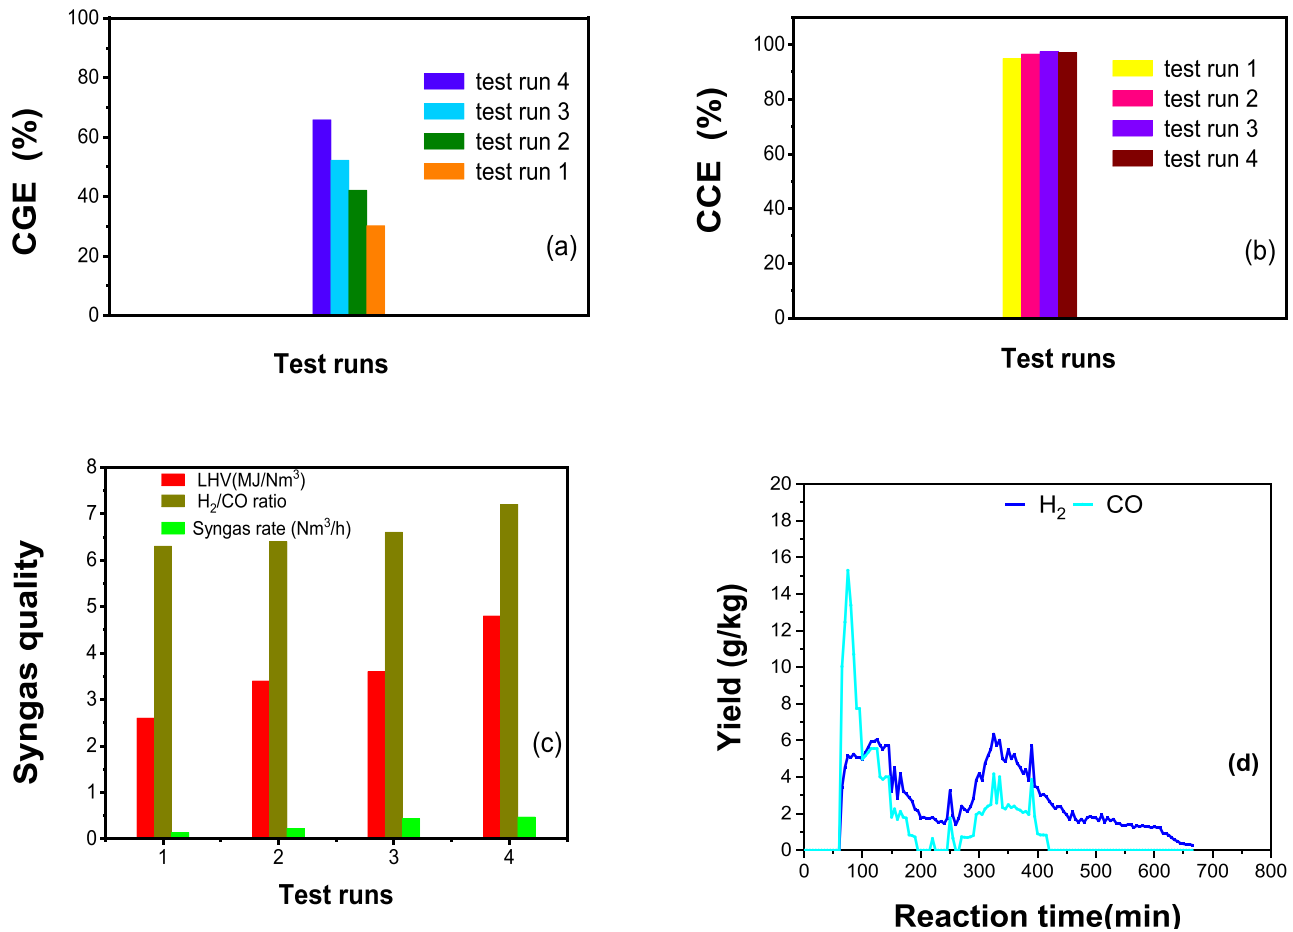 CGE (%)
100
80
60
40
20
0
test run 4
test run 3
test run 2
test run 1
(a)
Test runs
CCE (%)
100
80
60
40
20
0
test run 1
test run 2
test run 3
test run 4
(b)
Test runs
Syngas quality
8
7
6
5
4
3
2
1
0
LHV(MJ/Nm³)
H₂/CO ratio
Syngas rate (Nm³/h)
(c)
1 2 3 4
Test runs
Yield (g/kg)
20
18
16
14
12
10
8
6
4
2
0
H₂ CO
(d)
0 100 200 300 400 500 600 700 800
Reaction time(min)